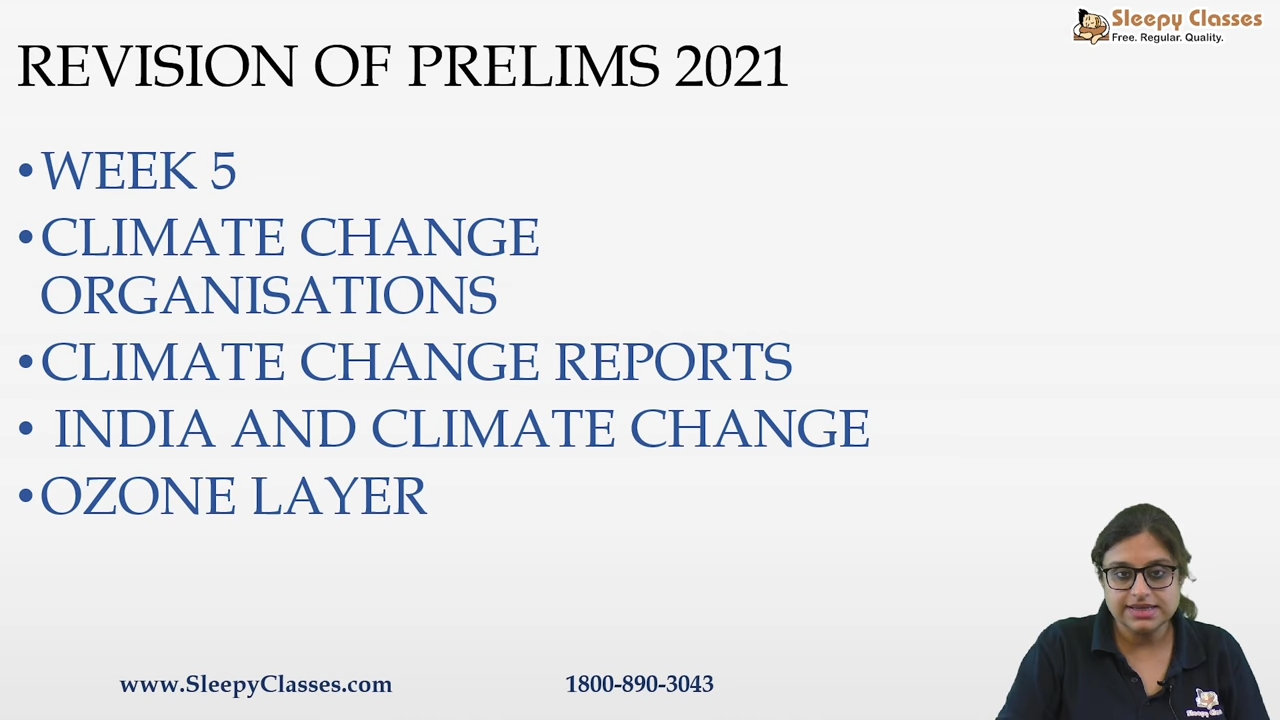 Sleepy Classes
Free. Regular. Quality.
REVISION OF PRELIMS 2021
• WEEK 5
• CLIMATE CHANGE
ORGANISATIONS
• CLIMATE CHANGE REPORTS
• INDIA AND CLIMATE CHANGE
• OZONE LAYER
www.SleepyClasses.com
1800-890-3043